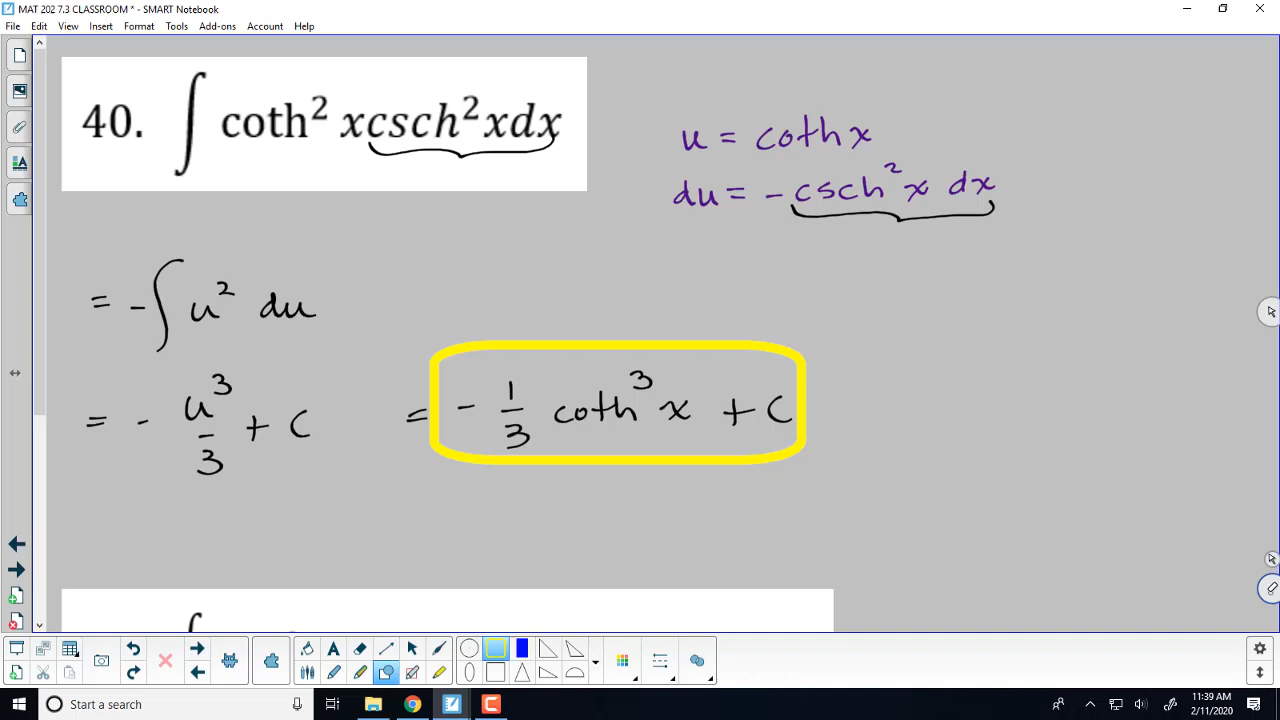 MAT 202 7.3 CLASSROOM * - SMART Notebook
File Edit View Insert Format Tools Add-ons Account Help
40. ∫ coth² xcsch²xdx
u = coth x
du = - csch² x dx
= - ∫ u² du
= - u³/3 + C = - 1/3 coth³ x + C
Start a search
11:39 AM
2/11/2020